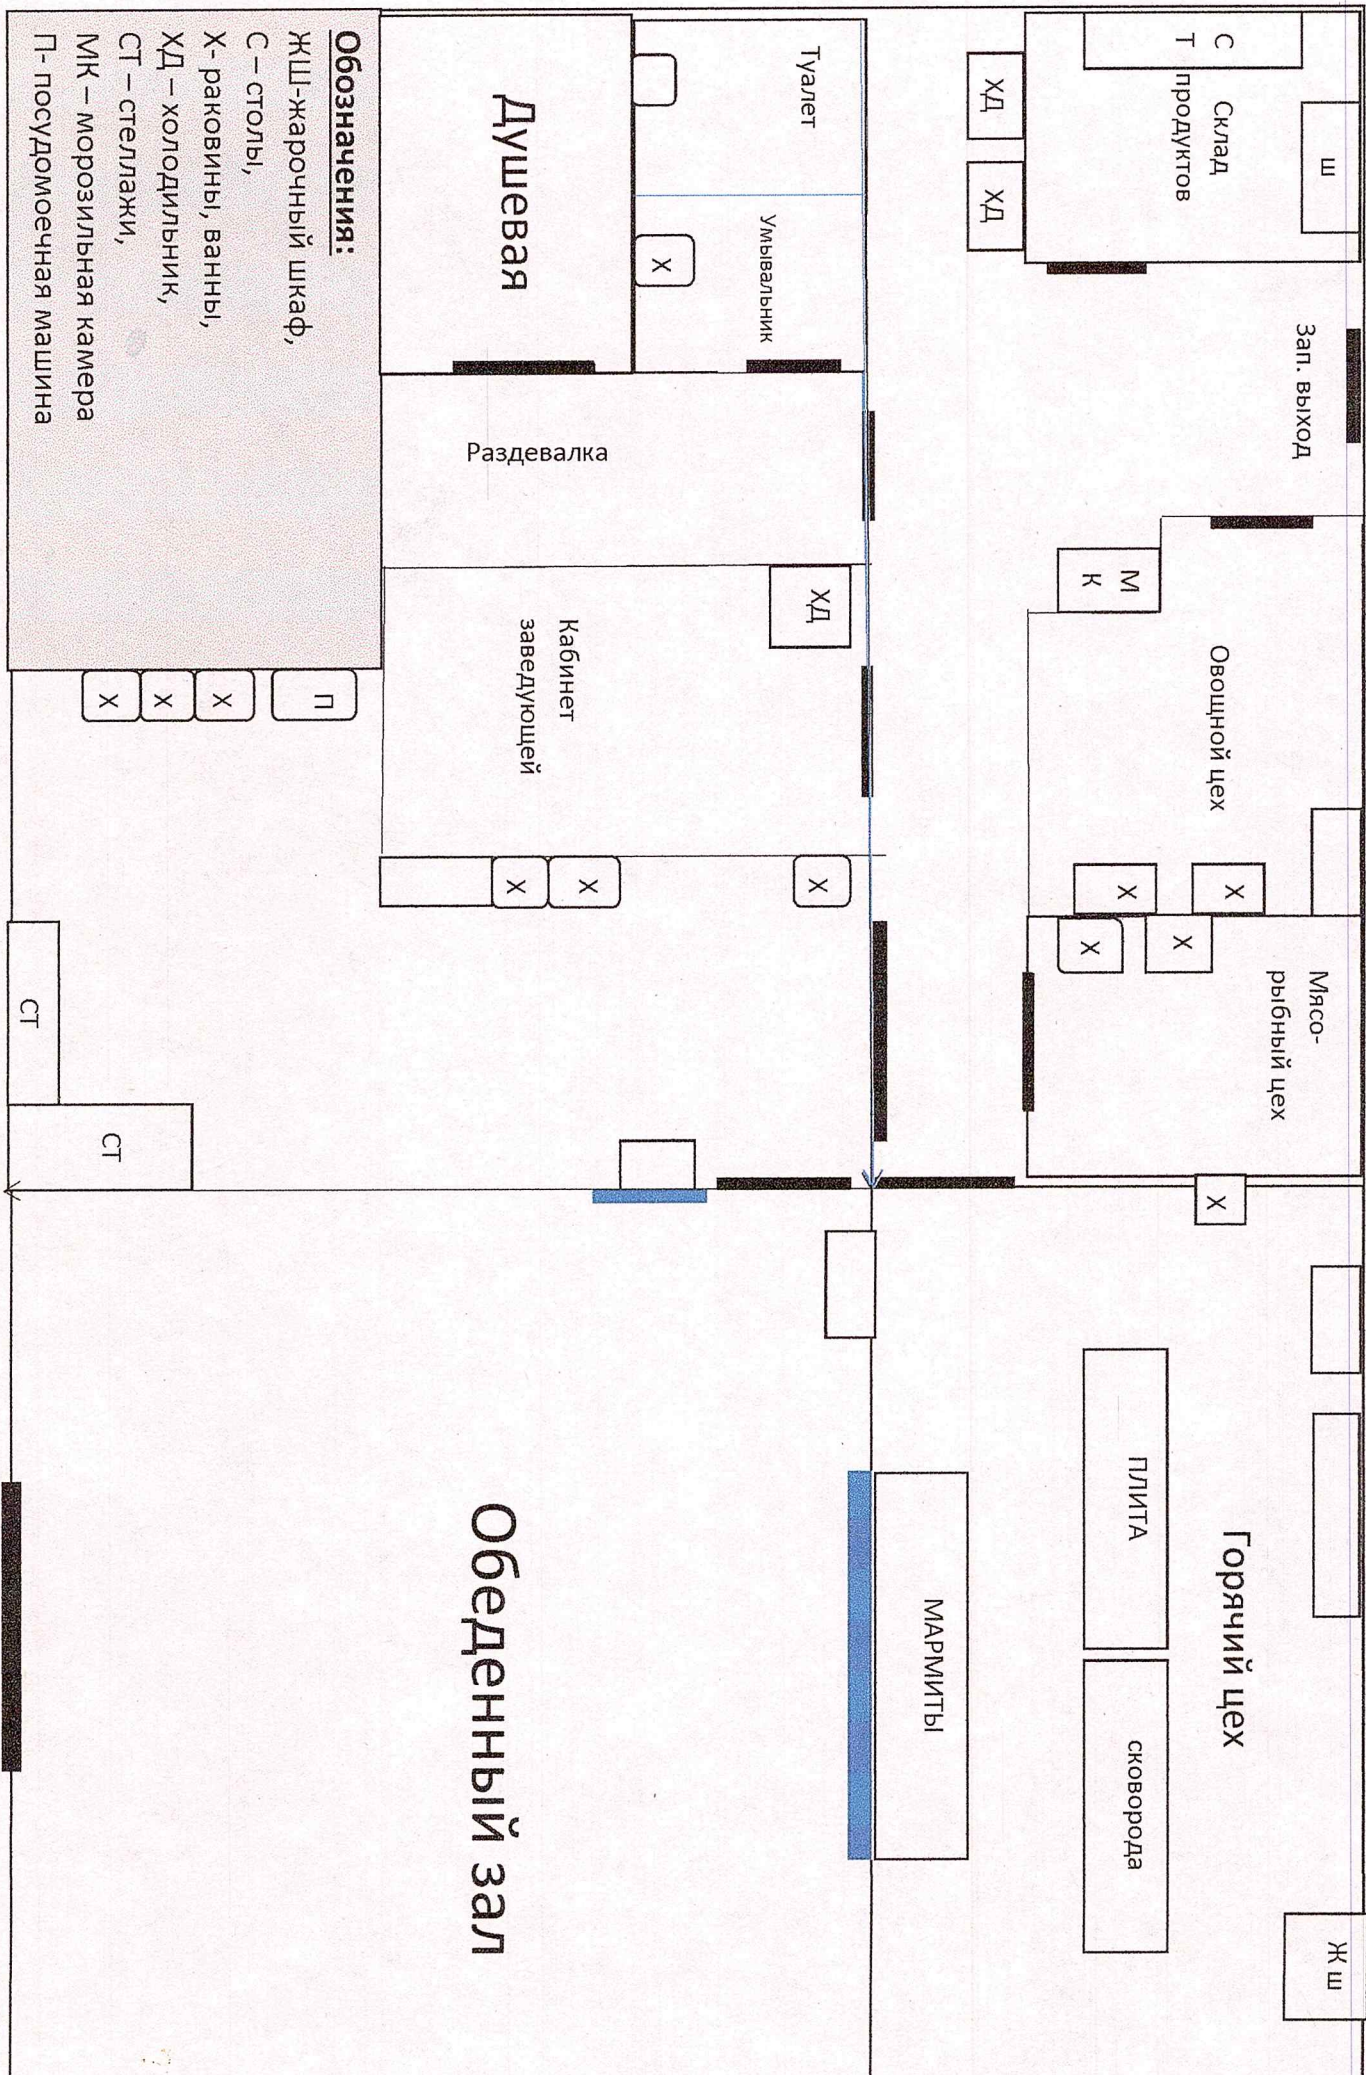 Ш
С
Т
Склад
продуктов
ХД
ХД
Зап. выход
М
К
Овощной цех
Х
Х
Мясо-
рыбный цех
Х
Х
Х
Ж ш
Горячий цех
ПЛИТА
сковорода
МАРМИТЫ
Туалет
Умывальник
Х
Душевая
Раздевалка
ХД
Кабинет
заведующей
Х
Х
Х
Обеденный зал
П
Х
Х
Х
СТ
СТ
Обозначения:
ЖШ-жарочный шкаф,
С – столы,
Х- раковины, ванны,
ХД – холодильник,
СТ – стеллажи,
МК – морозильная камера
П- посудомоечная машина